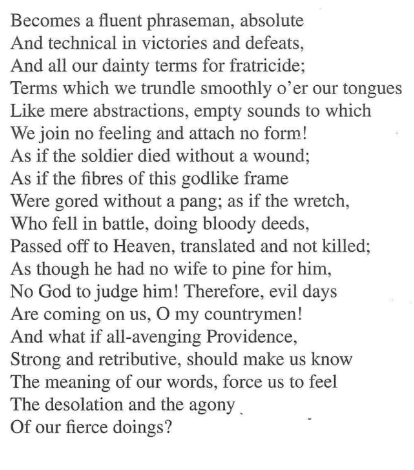 Becomes a fluent phraseman, absolute
And technical in victories and defeats,
And all our dainty terms for fratricide;
Terms which we trundle smoothly o'er our tongues
Like mere abstractions, empty sounds to which
We join no feeling and attach no form!
As if the soldier died without a wound;
As if the fibres of this godlike frame
Were gored without a pang; as if the wretch,
Who fell in battle, doing bloody deeds,
Passed off to Heaven, translated and not killed;
As though he had no wife to pine for him,
No God to judge him! Therefore, evil days
Are coming on us, O my countrymen!
And what if all-avenging Providence,
Strong and retributive, should make us know
The meaning of our words, force us to feel
The desolation and the agony
Of our fierce doings?